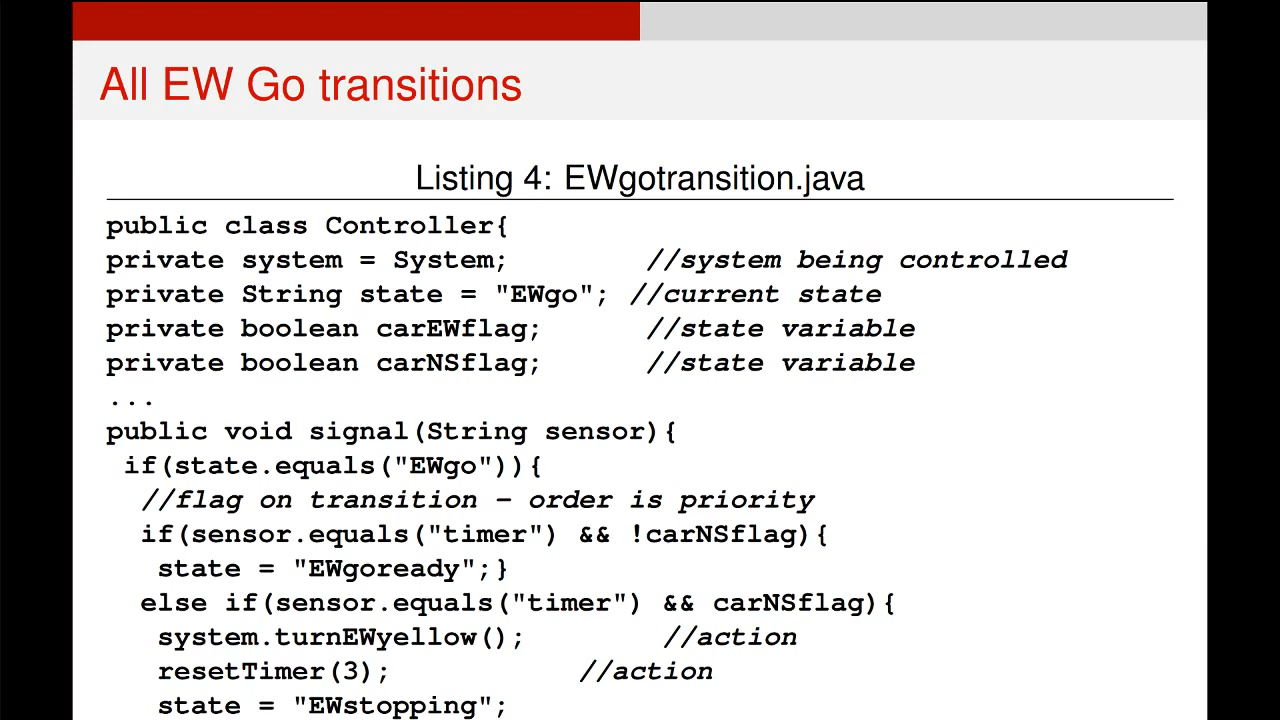 All EW Go transitions
Listing 4: EWgotransition.java
public class Controller{
private system = System; //system being controlled
private String state = "EWgo"; //current state
private boolean carEWflag; //state variable
private boolean carNSflag; //state variable
...
public void signal(String sensor){
if(state.equals("EWgo")){
//flag on transition – order is priority
if(sensor.equals("timer") && !carNSflag){
state = "EWgoready";}
else if(sensor.equals("timer") && carNSflag){
system.turnEWyellow(); //action
resetTimer(3); //action
state = "EWstopping";